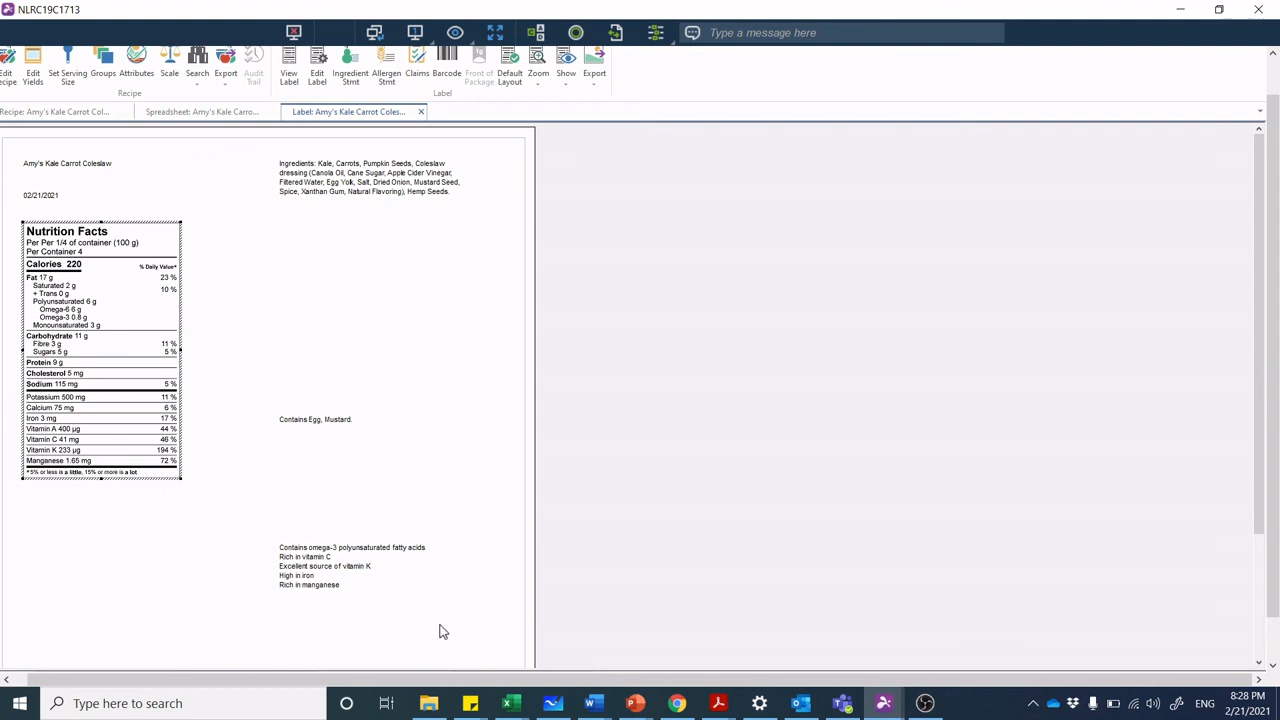 NLRC19C1713
Type a message here
Edit Recipe
Edit Yields
Set Serving Size
Groups
Attributes
Scale
Search
Export
Audit Trail
View Label
Edit Label
Ingredient Stmt
Allergen Stmt
Claims
Barcode
Front of Package
Default Layout
Zoom
Show
Export
Recipe
Label
Recipe: Amy's Kale Carrot Col...
Spreadsheet: Amy's Kale Carro...
Label: Amy's Kale Carrot Coles...
Amy's Kale Carrot Coleslaw
02/21/2021
Nutrition Facts
Per Per 1/4 of container (100 g)
Per Container 4
Calories 220
% Daily Value*
Fat 17 g 23 %
Saturated 2 g
+ Trans 0 g 10 %
Polyunsaturated 6 g
Omega-6 6 g
Omega-3 0.8 g
Monounsaturated 3 g
Carbohydrate 11 g
Fibre 3 g 11 %
Sugars 5 g 5 %
Protein 9 g
Cholesterol 5 mg
Sodium 115 mg 5 %
Potassium 500 mg 11 %
Calcium 75 mg 6 %
Iron 3 mg 17 %
Vitamin A 400 µg 44 %
Vitamin C 41 mg 46 %
Vitamin K 233 µg 194 %
Manganese 1.65 mg 72 %
*5% or less is a little, 15% or more is a lot
Ingredients: Kale, Carrots, Pumpkin Seeds, Coleslaw
dressing (Canola Oil, Cane Sugar, Apple Cider Vinegar,
Filtered Water, Egg Yolk, Salt, Dried Onion, Mustard Seed,
Spice, Xanthan Gum, Natural Flavoring), Hemp Seeds.
Contains Egg, Mustard.
Contains omega-3 polyunsaturated fatty acids
Rich in vitamin C
Excellent source of vitamin K
High in iron
Rich in manganese
Type here to search
ENG
8:28 PM
2/21/2021